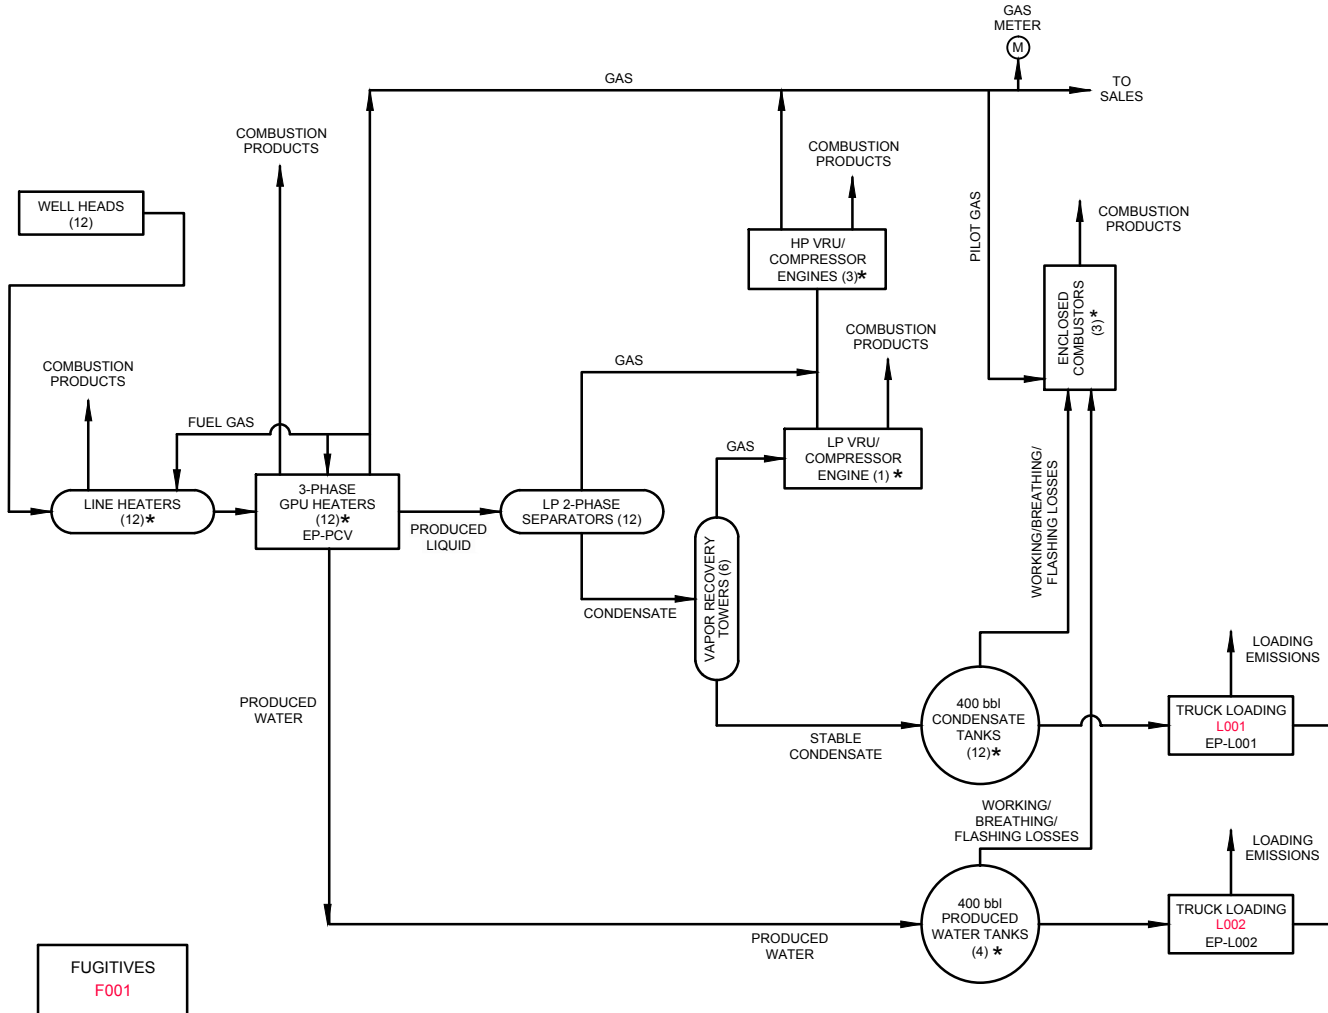 GAS
METER
M
GAS
TO
SALES
COMBUSTION
PRODUCTS
COMBUSTION
PRODUCTS
WELL HEADS
(12)
PILOT GAS
COMBUSTION
PRODUCTS
HP VRU/
COMPRESSOR
ENGINES (3)*
ENCLOSED
COMBUSTORS
(3)*
COMBUSTION
PRODUCTS
COMBUSTION
PRODUCTS
GAS
FUEL GAS
GAS
LP VRU/
COMPRESSOR
ENGINE (1) *
LINE HEATERS
(12)*
3-PHASE
GPU HEATERS
(12)*
EP-PCV
PRODUCED
LIQUID
LP 2-PHASE
SEPARATORS (12)
WORKING/BREATHING/
FLASHING LOSSES
CONDENSATE
VAPOR RECOVERY
TOWERS (6)
LOADING
EMISSIONS
PRODUCED
WATER
STABLE
CONDENSATE
400 bbl
CONDENSATE
TANKS
(12)*
TRUCK LOADING
L001
EP-L001
WORKING/
BREATHING/
FLASHING LOSSES
LOADING
EMISSIONS
PRODUCED
WATER
400 bbl
PRODUCED
WATER TANKS
(4) *
TRUCK LOADING
L002
EP-L002
FUGITIVES
F001